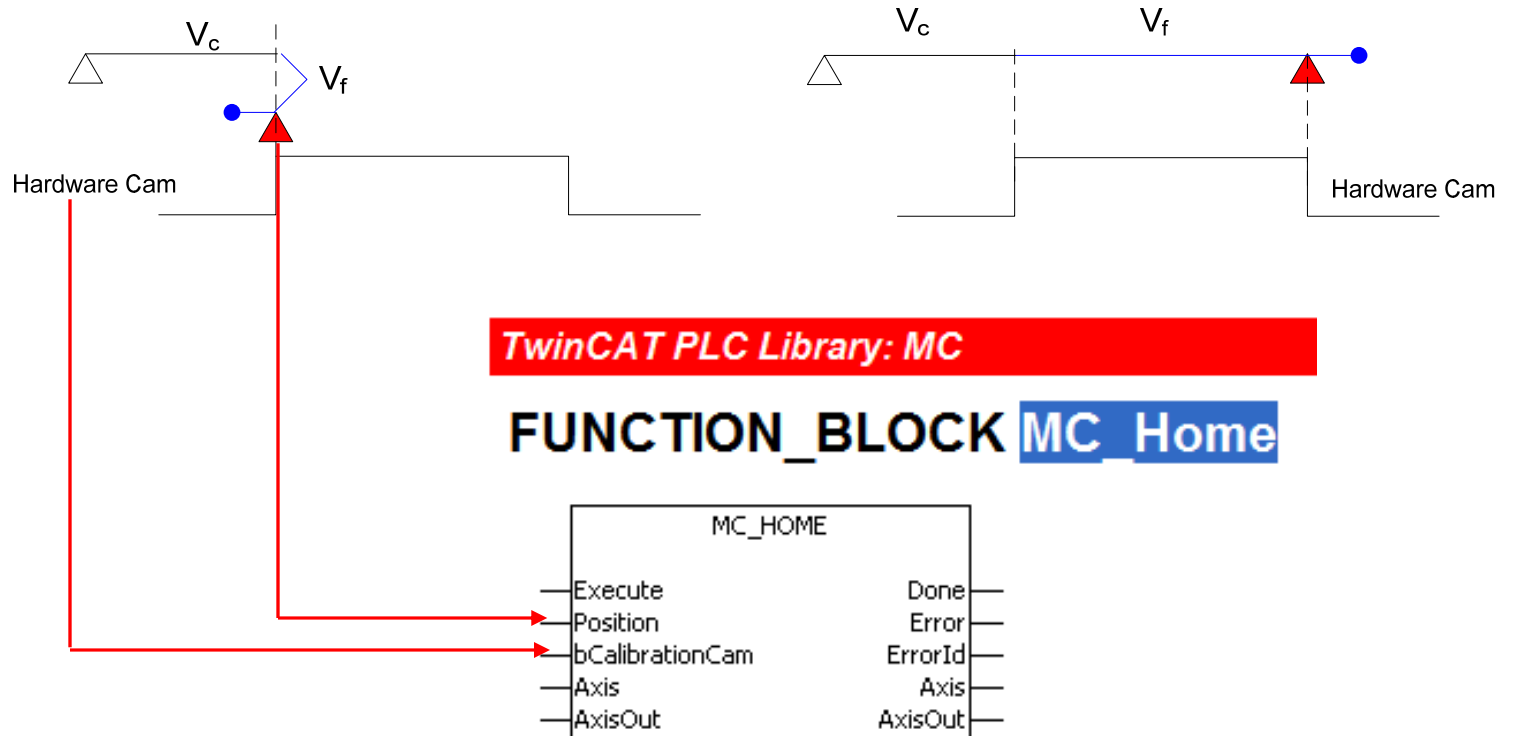 Vc
Vf
Vc
Vf
Hardware Cam
Hardware Cam
TwinCAT PLC Library: MC
FUNCTION_BLOCK MC_Home
MC_HOME
Execute
Done
Position
Error
bCalibrationCam
ErrorId
Axis
Axis
AxisOut
AxisOut